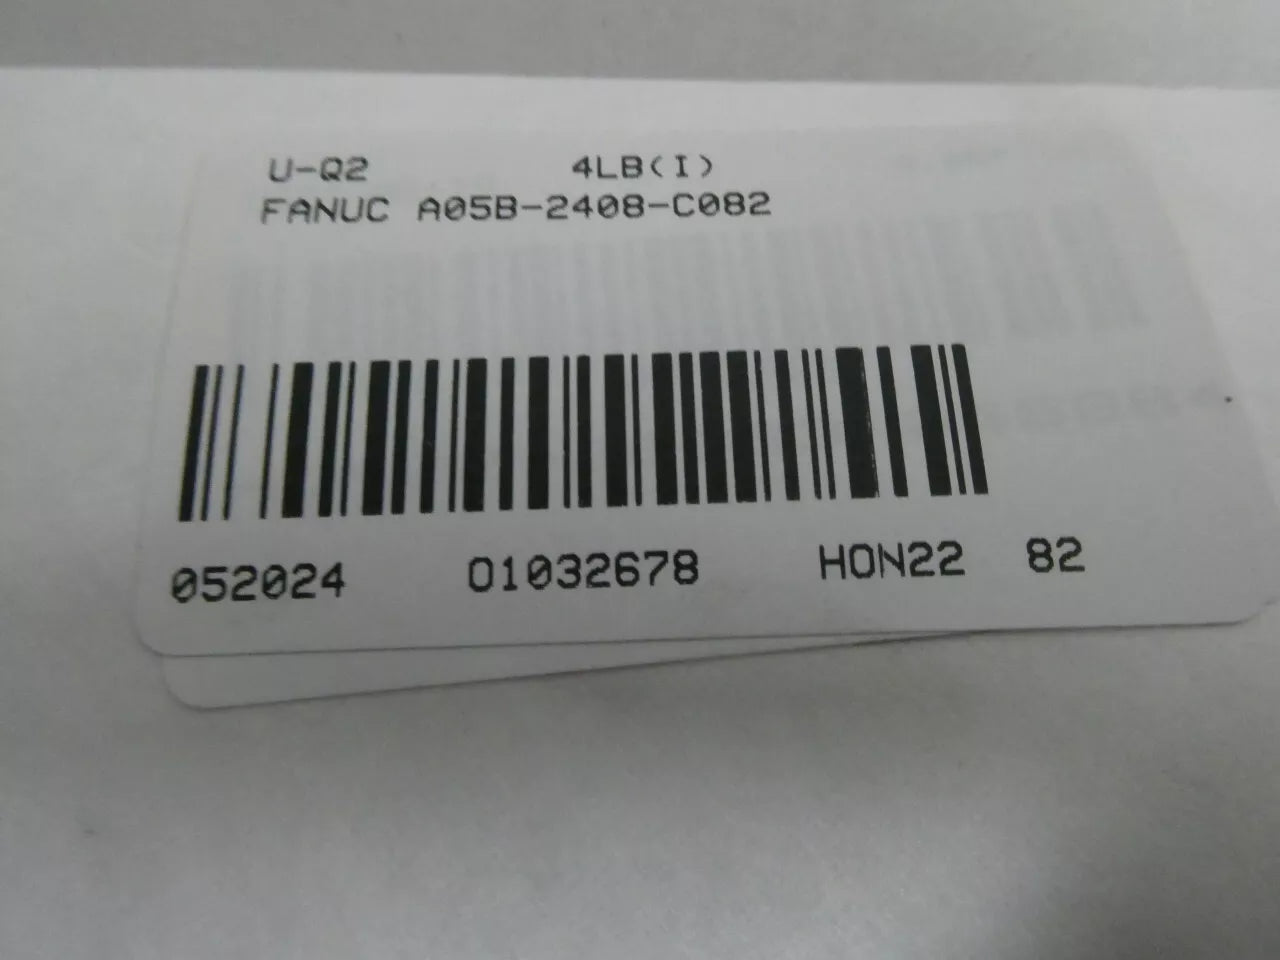 U-Q2 4LB(I)
FANUC A05B-2408-C082
052024 01032678 HON22 82